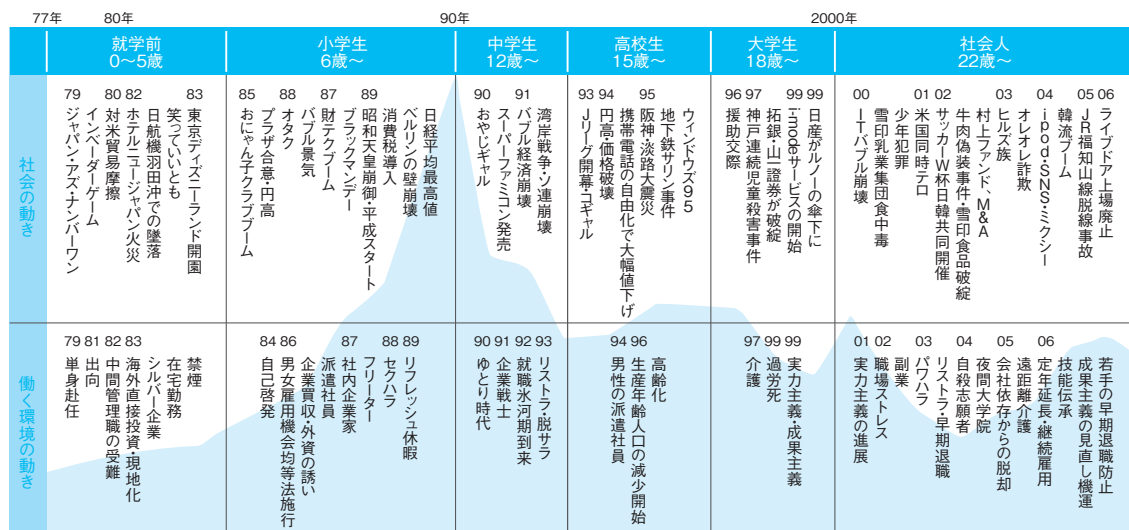 77年
80年
90年
2000年
就学前
0〜5歳
小学生
6歳〜
中学生
12歳〜
高校生
15歳〜
大学生
18歳〜
社会人
22歳〜
社会の動き
79
ジャパン・アズ・ナンバーワン
インベーダーゲーム
80
対米貿易摩擦
82
ホテルニュージャパン火災
日航機羽田沖での墜落
笑っていいとも
83
東京ディズニーランド開園
85
おにゃん子クラブブーム
プラザ合意・円高
86
オタク
88
バブル景気
87
財テクブーム
ブラックマンデー
89
昭和天皇崩御・平成スタート
消費税導入
ベルリンの壁崩壊
日経平均最高値
90
おやじギャル
スーパーファミコン発売
91
バブル経済崩壊
湾岸戦争・ソ連崩壊
93
Jリーグ開幕・コギャル
94
円高・価格破壊
携帯電話の自由化で大幅値下げ
95
阪神・淡路大震災
地下鉄サリン事件
ウィンドウズ95
96
援助交際
97
神戸連続児童殺害事件
拓銀・山一證券が破綻
99
i-modeサービスの開始
99
日産がルノーの傘下に
00
ITバブル崩壊
雪印乳業集団食中毒
少年犯罪
01
米国同時テロ
02
サッカーW杯日韓共同開催
牛肉偽装事件・雪印食品破綻
村上ファンド、M&A
03
ヒルズ族
オレオレ詐欺
04
ipod・SNS・ミクシー
韓流ブーム
05
JR福知山線脱線事故
06
ライブドア上場廃止
働く環境の動き
79
単身赴任
81
出向
82
中間管理職の受難
83
海外直接投資・現地化
シルバー企業
在宅勤務
禁煙
84
自己啓発
86
男女雇用機会均等法施行
企業買収・外資の誘い
派遣社員
87
社内企業家
フリーター
88
セクハラ
89
リフレッシュ休暇
90
ゆとり時代
91
企業戦士
92
就職氷河期到来
93
リストラ・脱サラ
94
男性の派遣社員
96
生産年齢人口の減少開始
高齢化
97
介護
99
過労死
99
実力主義・成果主義
01
実力主義の進展
02
職場ストレス
副業
03
パワハラ
リストラ・早期退職
04
自殺志願者
夜間大学院
05
会社依存からの脱却
遠距離介護
06
定年延長・継続雇用
技能伝承
成果主義の見直し機運
若手の早期退職防止